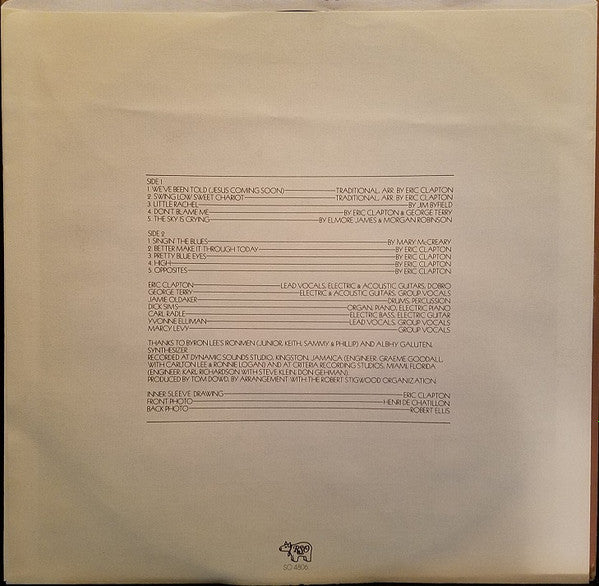 SIDE 1
1. WE'VE BEEN TOLD (JESUS COMING SOON) TRADITIONAL, ARR. BY ERIC CLAPTON
2. SWING LOW SWEET CHARIOT TRADITIONAL, ARR. BY ERIC CLAPTON
3. LITTLE RACHEL BY JIM BYFIELD
4. DON'T BLAME ME BY ERIC CLAPTON & GEORGE TERRY
5. THE SKY IS CRYING BY ELMORE JAMES & MORGAN ROBINSON
SIDE 2
1. SINGIN' THE BLUES BY MARY McCREARY
2. BETTER MAKE IT THROUGH TODAY BY ERIC CLAPTON
3. PRETTY BLUE EYES BY ERIC CLAPTON
4. HIGH BY ERIC CLAPTON
5. OPPOSITES BY ERIC CLAPTON
ERIC CLAPTON LEAD VOCALS, ELECTRIC & ACOUSTIC GUITARS, DOBRO
GEORGE TERRY ELECTRIC & ACOUSTIC GUITARS, GROUP VOCALS
JAMIE OLDAKER DRUMS, PERCUSSION
DICK SIMS ORGAN, PIANO, ELECTRIC PIANO
CARL RADLE ELECTRIC BASS, ELECTRIC GUITAR
YVONNE ELLIMAN LEAD VOCALS, GROUP VOCALS
MARCY LEVY GROUP VOCALS
THANKS TO BYRON LEE'S IRONMEN (JUNIOR, KEITH, SAMMY & PHILLIP) AND ALBHY GALUTEN,
SYNTHESIZER
RECORDED AT DYNAMIC SOUNDS STUDIO, KINGSTON, JAMAICA (ENGINEER, GRAEME GOODALL,
WITH CARLTON LEE & RONNIE LOGAN) AND AT CRITERIA RECORDING STUDIOS, MIAMI, FLORIDA
(ENGINEER, KARL RICHARDSON WITH STEVE KLEIN, DON GEHMAN).
PRODUCED BY TOM DOWD, BY ARRANGEMENT WITH THE ROBERT STIGWOOD ORGANIZATION.
INNER SLEEVE DRAWING ERIC CLAPTON
FRONT PHOTO HENRI DE CHATILLON
BACK PHOTO ROBERT ELLIS
RSO
SO 4806